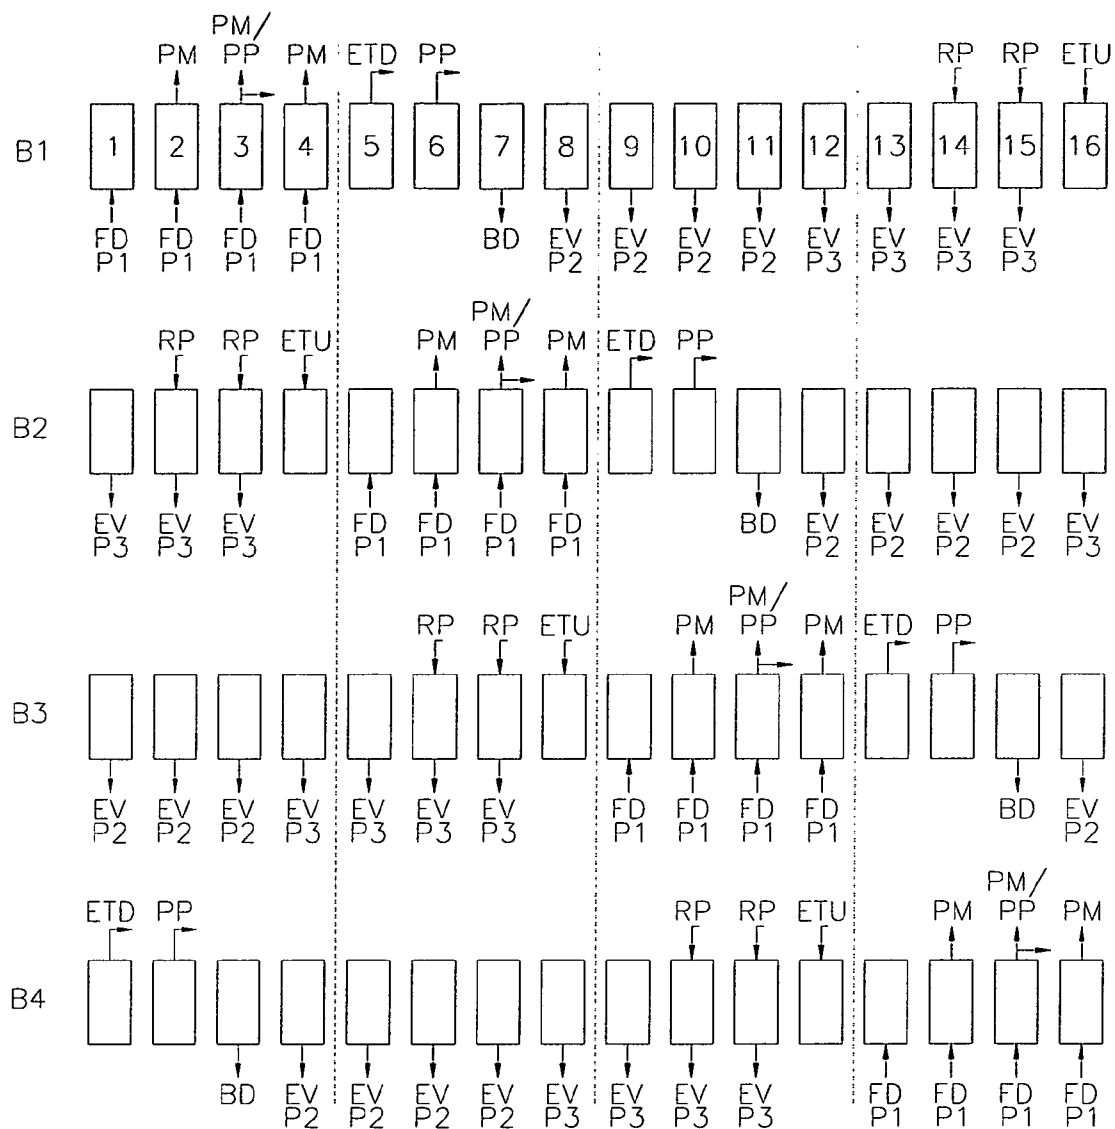 PM/
PM PP PM ETD PP RP RP ETU
B1 1 2 3 4 5 6 7 8 9 10 11 12 13 14 15 16
FD FD FD FD BD EV EV EV EV EV EV EV EV
P1 P1 P1 P1 P2 P2 P2 P2 P3 P3 P3 P3
PM/
RP RP ETU PM PP PM ETD PP
B2
EV EV EV FD FD FD FD BD EV EV EV EV EV
P3 P3 P3 P1 P1 P1 P1 P2 P2 P2 P2 P3
PM/
RP RP ETU PM PP PM ETD PP
B3
EV EV EV EV EV EV EV FD FD FD FD BD EV
P2 P2 P2 P3 P3 P3 P3 P1 P1 P1 P1 P2
PM/
ETD PP RP RP ETU PM PP PM
B4
BD EV EV EV EV EV EV EV EV FD FD FD FD
P2 P2 P2 P2 P3 P3 P3 P3 P1 P1 P1 P1